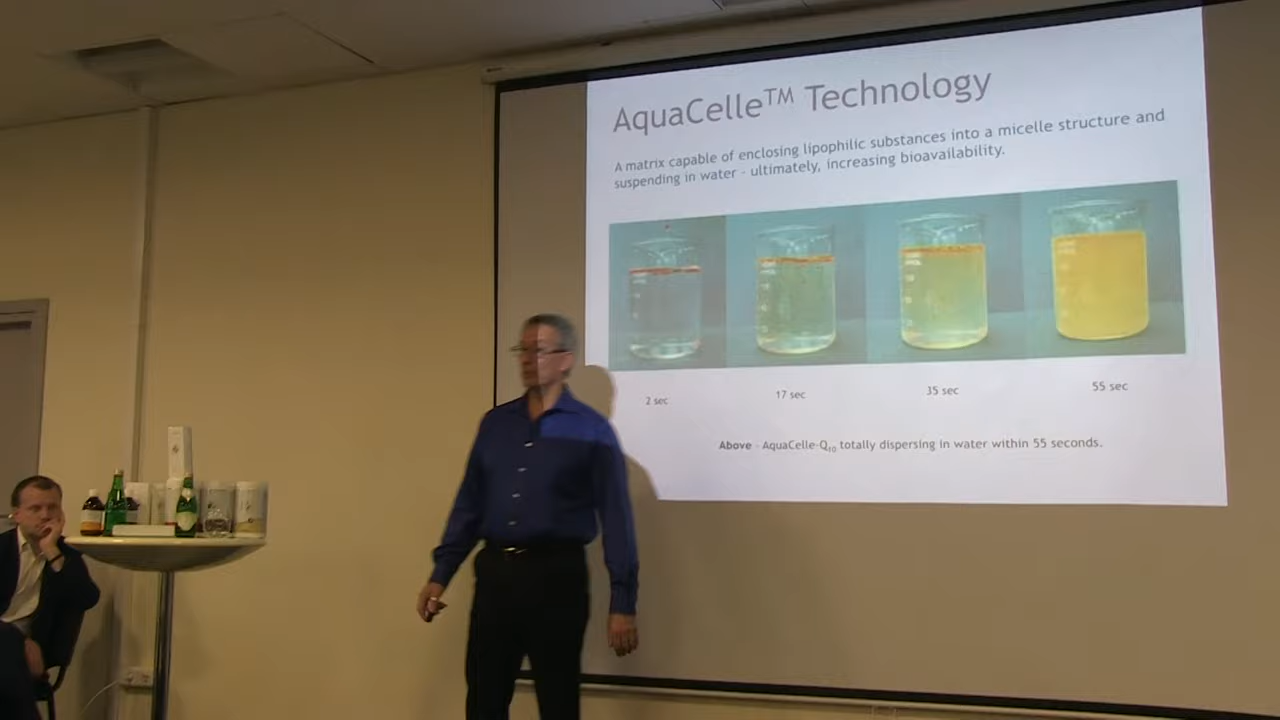 AquaCelle™ Technology
A matrix capable of enclosing lipophilic substances into a micelle structure and
suspending in water - ultimately, increasing bioavailability.
2 sec
17 sec
35 sec
55 sec
Above - AquaCelle-Q₁₀ totally dispersing in water within 55 seconds.